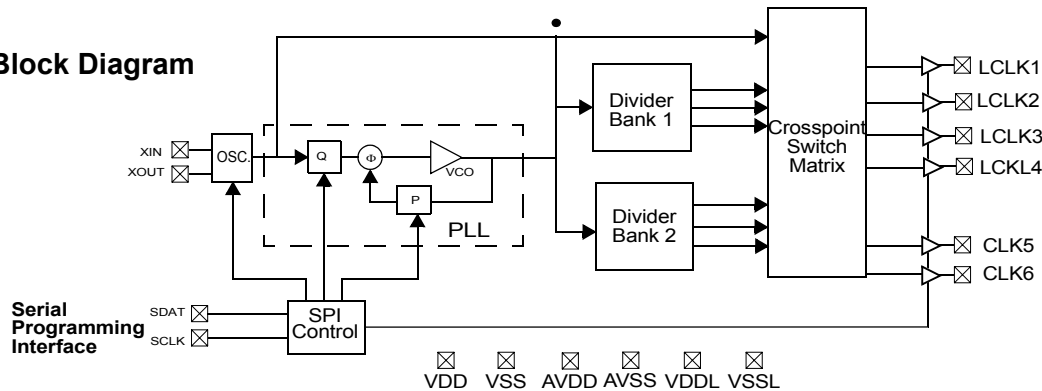 Block Diagram
XIN
XOUT
OSC.
Q
Φ
VCO
P
PLL
Divider
Bank 1
Divider
Bank 2
Crosspoint
Switch
Matrix
LCLK1
LCLK2
LCLK3
LCKL4
CLK5
CLK6
Serial
Programming
Interface
SDAT
SCLK
SPI
Control
VDD VSS AVDD AVSS VDDL VSSL